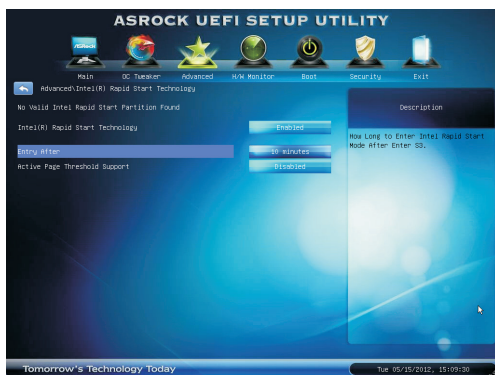 ASROCK UEFI SETUP UTILITY
ASRock
Main OC Tweaker Advanced H/W Monitor Boot Security Exit
Advanced\Intel(R) Rapid Start Technology
Description
No Valid Intel Rapid Start Partition Found
Intel(R) Rapid Start Technology Enabled
How Long to Enter Intel Rapid Start
Mode After Enter S3.
Entry After 10 minutes
Active Page Threshold Support Disabled
Tomorrow's Technology Today Tue 05/15/2012, 15:09:30